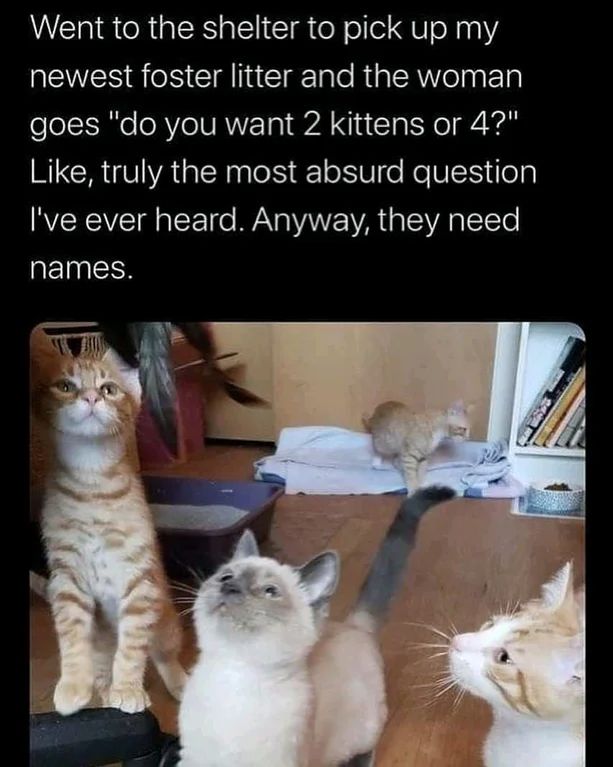 Went to the shelter to pick up my
newest foster litter and the woman
goes "do you want 2 kittens or 4?"
Like, truly the most absurd question
I've ever heard. Anyway, they need
names.